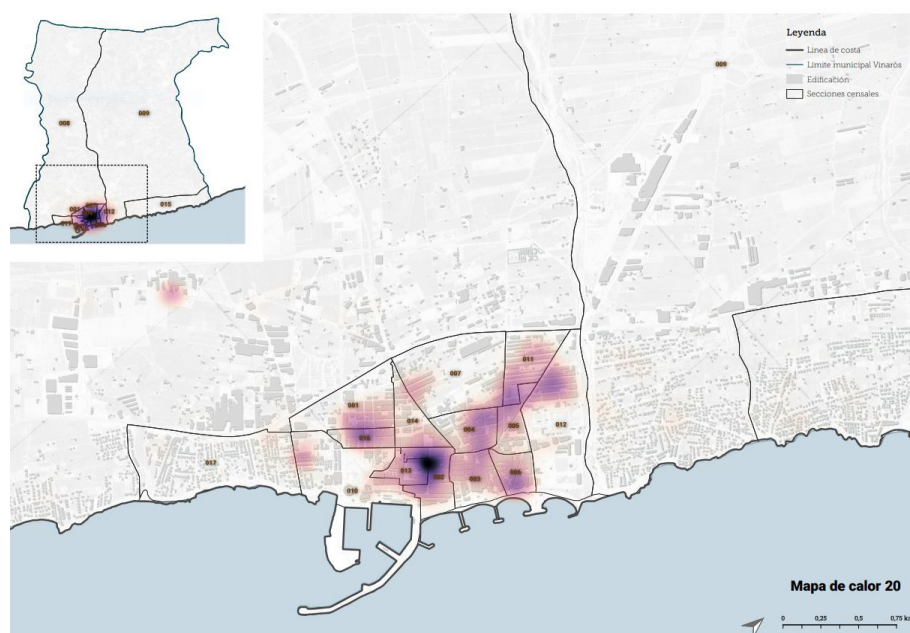 Leyenda
Línea de costa
Límite municipal Vinaròs
Edificación
Secciones censales
009
008
009
015
012
011
007
001
014
004
005
012
016
017
013
002
003
006
010
Mapa de calor 20
0 0,25 0,5 0,75